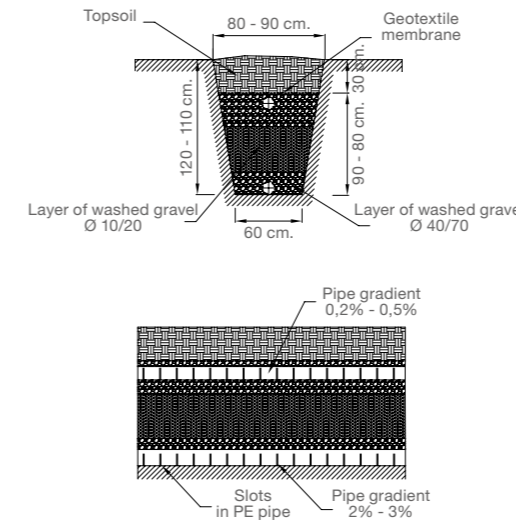 Topsoil
80 - 90 cm.
Geotextile
membrane
30 cm.
120 - 110 cm.
90 - 80 cm.
Layer of washed gravel
Ø 10/20
60 cm.
Layer of washed grave
Ø 40/70
Pipe gradient
0,2% - 0,5%
Slots
in PE pipe
Pipe gradient
2% - 3%